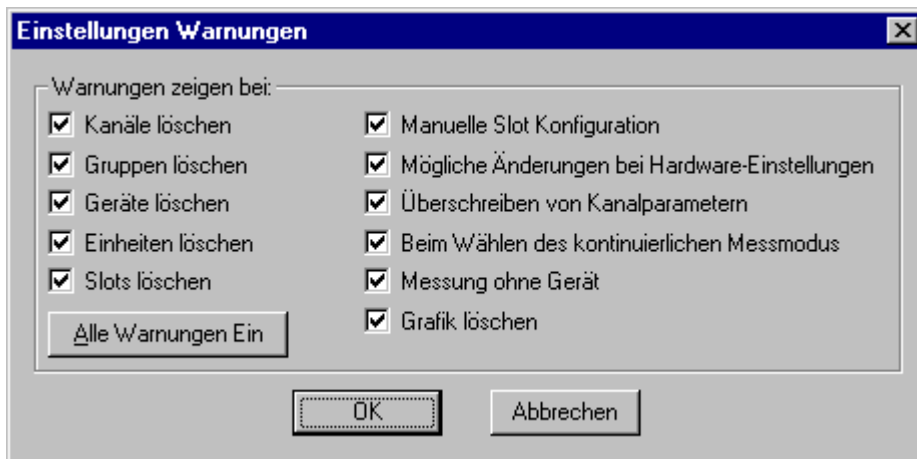 Einstellungen Warnungen
Warnungen zeigen bei:
Kanäle löschen
Gruppen löschen
Geräte löschen
Einheiten löschen
Slots löschen
Alle Warnungen Ein
Manuelle Slot Konfiguration
Mögliche Änderungen bei Hardware-Einstellungen
Überschreiben von Kanalparametern
Beim Wählen des kontinuierlichen Messmodus
Messung ohne Gerät
Grafik löschen
OK
Abbrechen